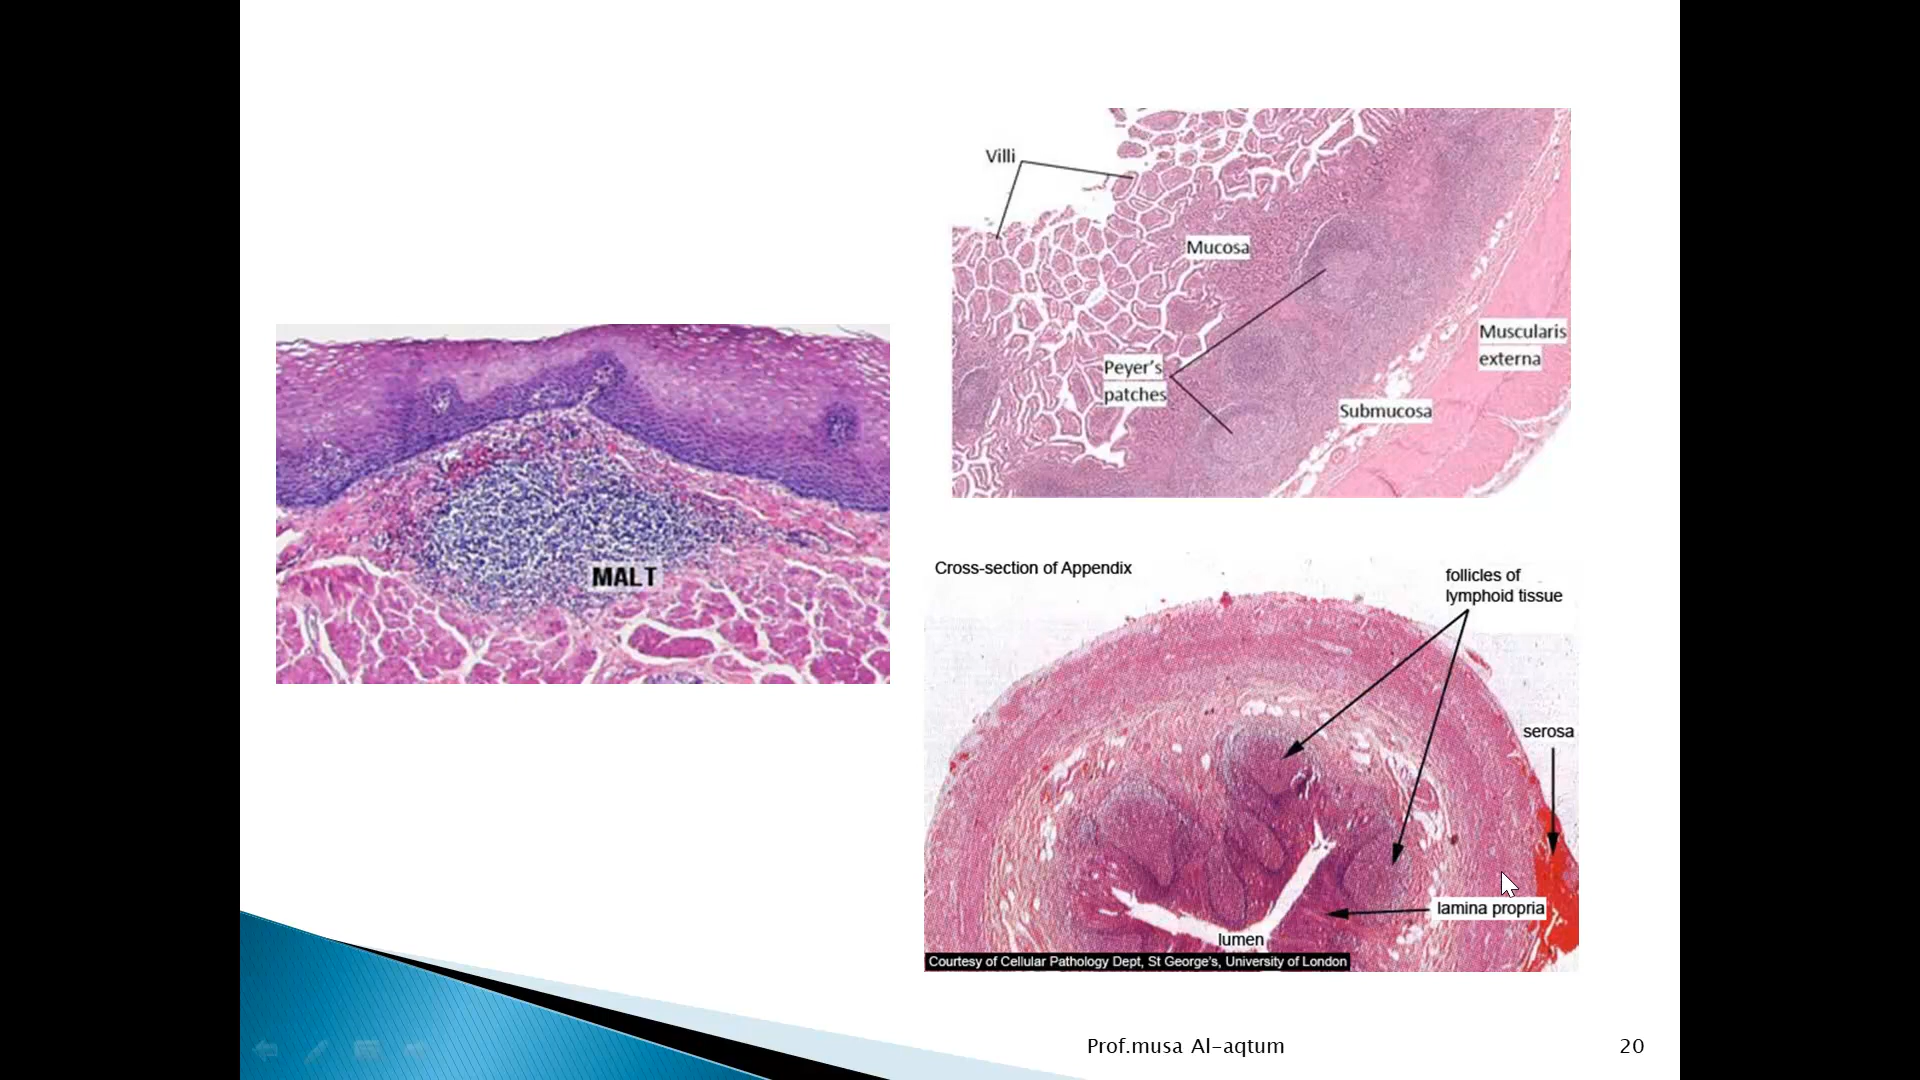 MALT
Villi
Mucosa
Peyer's
patches
Muscularis
externa
Submucosa
Cross-section of Appendix
follicles of
lymphoid tissue
serosa
lamina propria
lumen
Courtesy of Cellular Pathology Dept, St George's, University of London
Prof.musa Al-aqtum
20